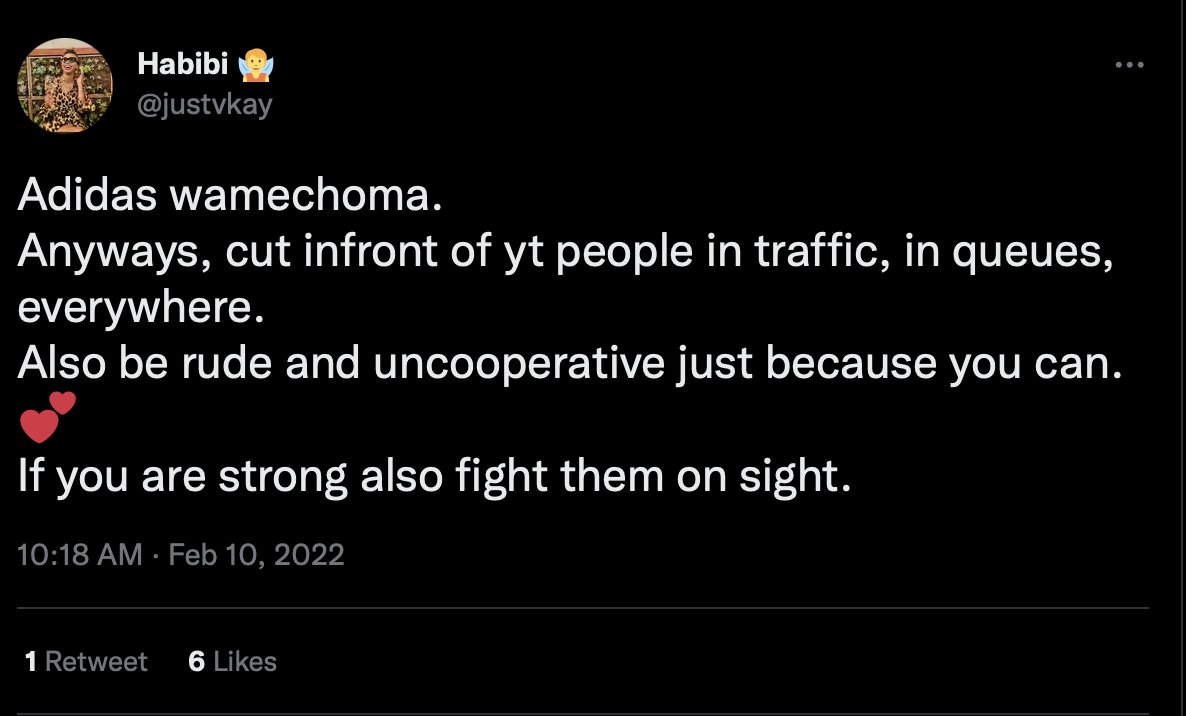 Habibi
@justvkay
Adidas wamechoma.
Anyways, cut infront of yt people in traffic, in queues,
everywhere.
Also be rude and uncooperative just because you can.
💕
If you are strong also fight them on sight.
10:18 AM · Feb 10, 2022
1 Retweet 6 Likes